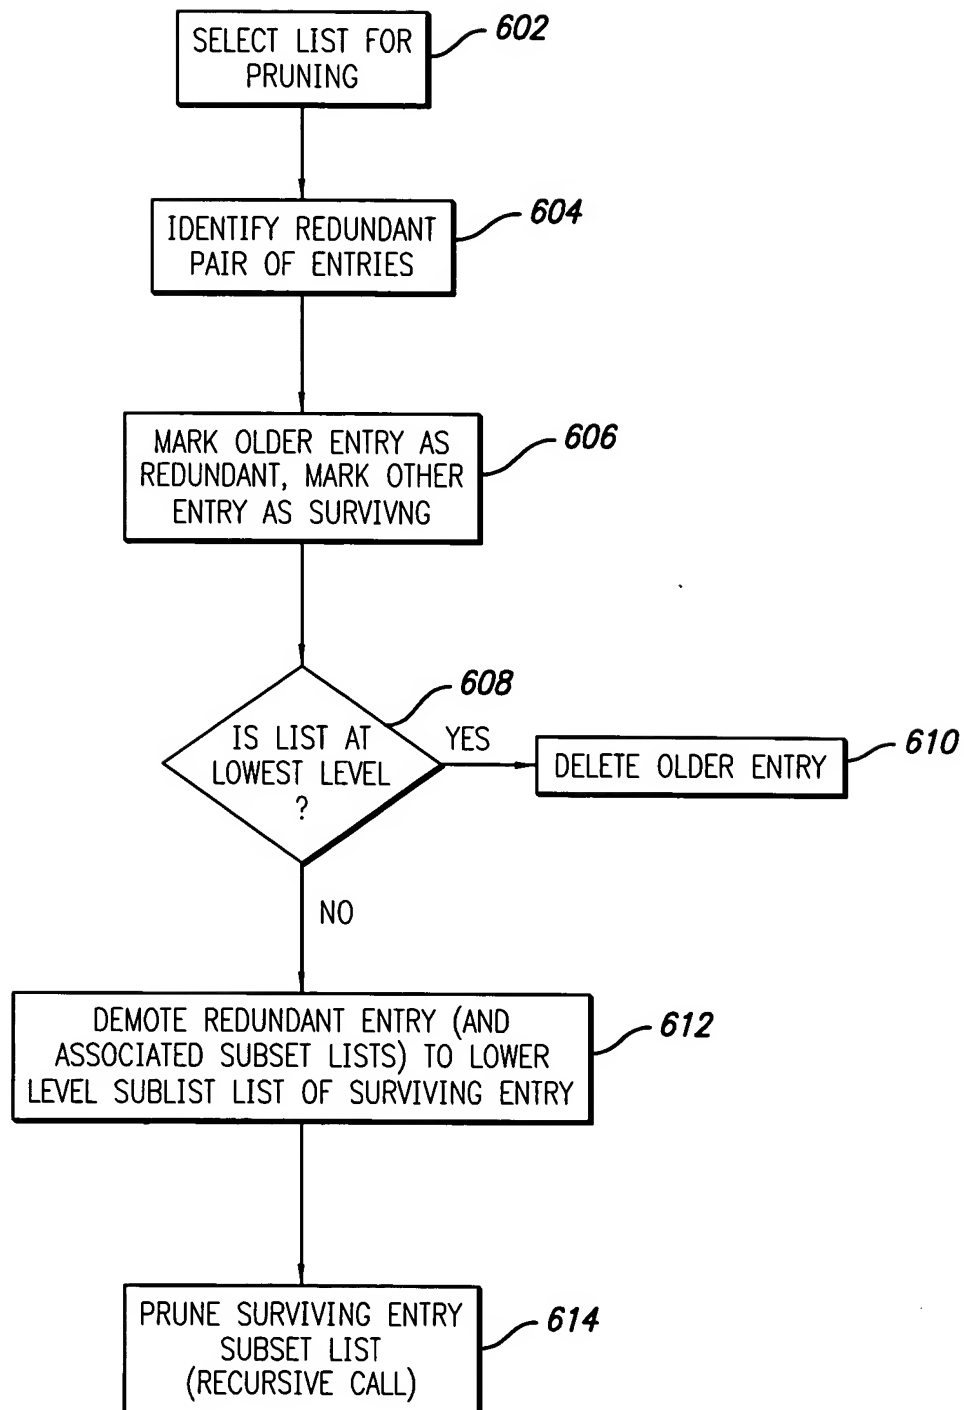 SELECT LIST FOR
PRUNING
602
IDENTIFY REDUNDANT
PAIR OF ENTRIES
604
MARK OLDER ENTRY AS
REDUNDANT, MARK OTHER
ENTRY AS SURVIVNG
606
IS LIST AT
LOWEST LEVEL
?
608
YES
DELETE OLDER ENTRY
610
NO
DEMOTE REDUNDANT ENTRY (AND
ASSOCIATED SUBSET LISTS) TO LOWER
LEVEL SUBLIST LIST OF SURVIVING ENTRY
612
PRUNE SURVIVING ENTRY
SUBSET LIST
(RECURSIVE CALL)
614